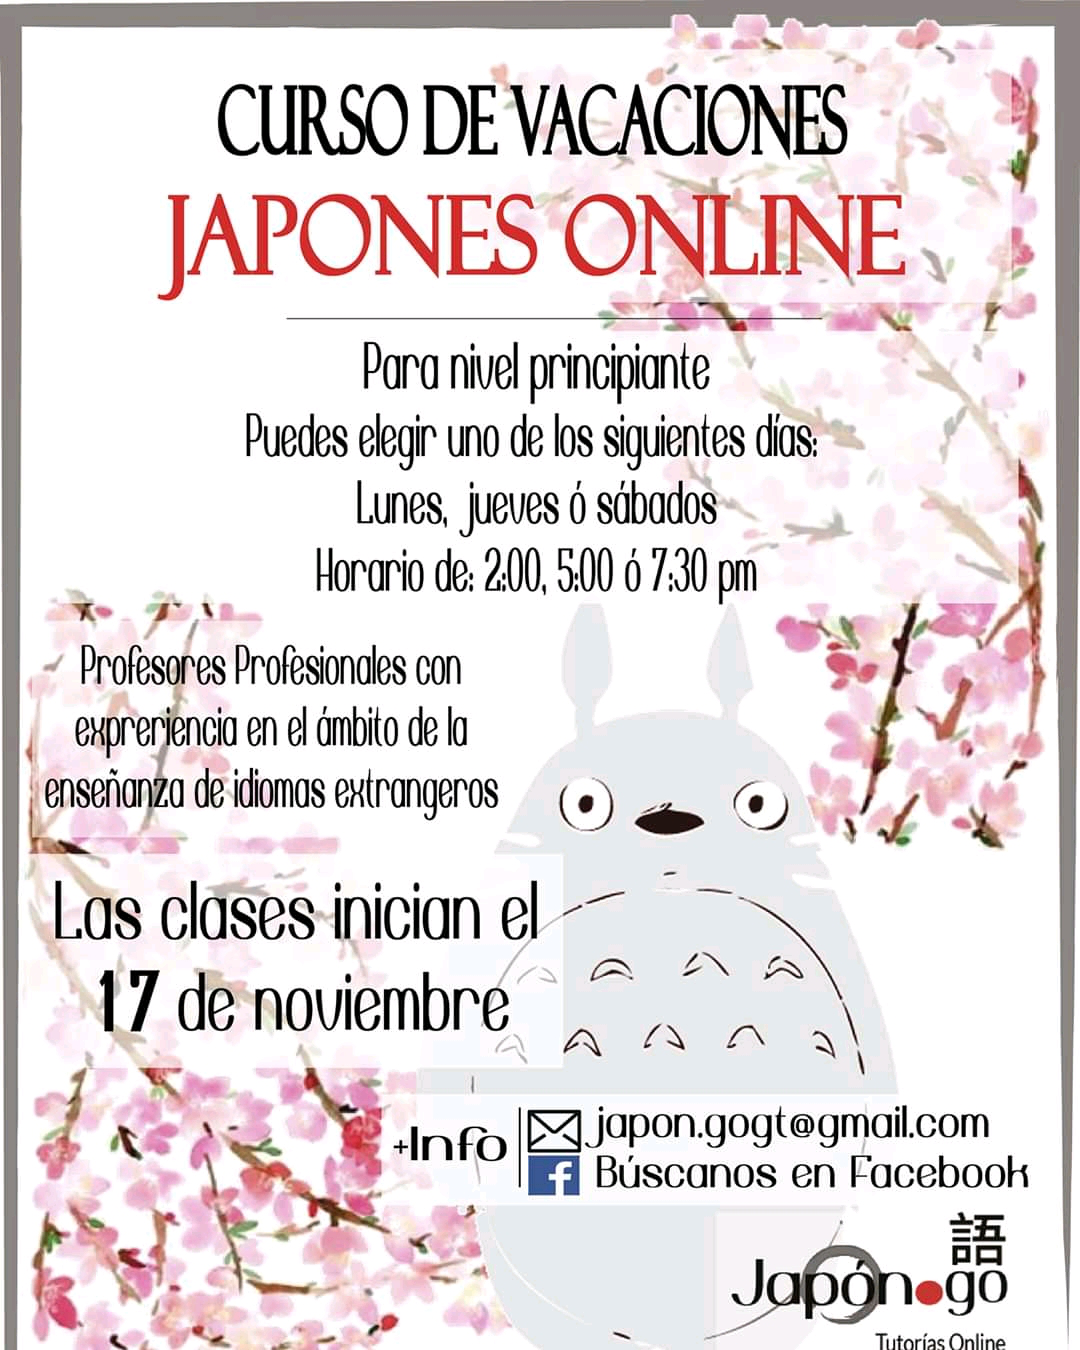 CURSO DE VACACIONES
JAPONES ONLINE
Para nivel principiante
Puedes elegir uno de los siguientes días:
Lunes, jueves ó sábados
Horario de: 2:00, 5:00 ó 7:30 pm
Profesores Profesionales con
expreriencia en el ámbito de la
enseñanza de idiomas extrangeros
Las clases inician el
17 de noviembre
+Info
japon.gogt@gmail.com
f Búscanos en Facebook
語
Japón•go
Tutorías Online